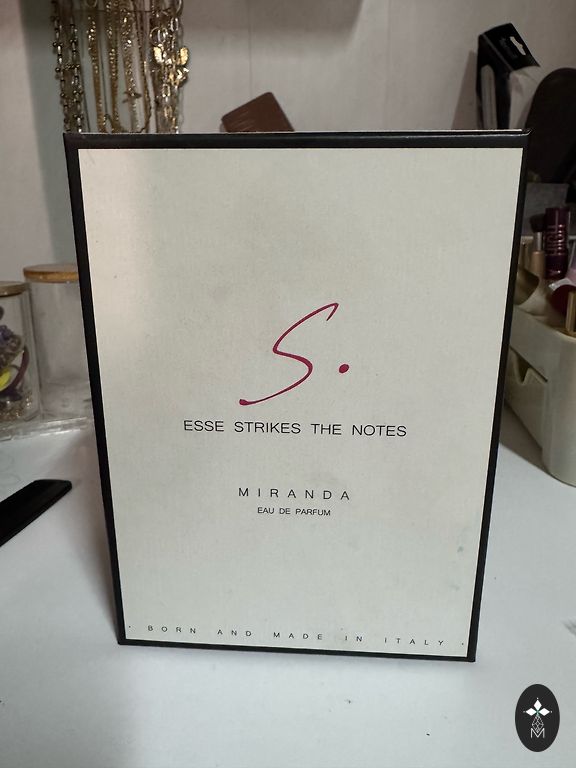 S.
ESSE STRIKES THE NOTES
MIRANDA
EAU DE PARFUM
· BORN AND MADE IN ITALY ·
M